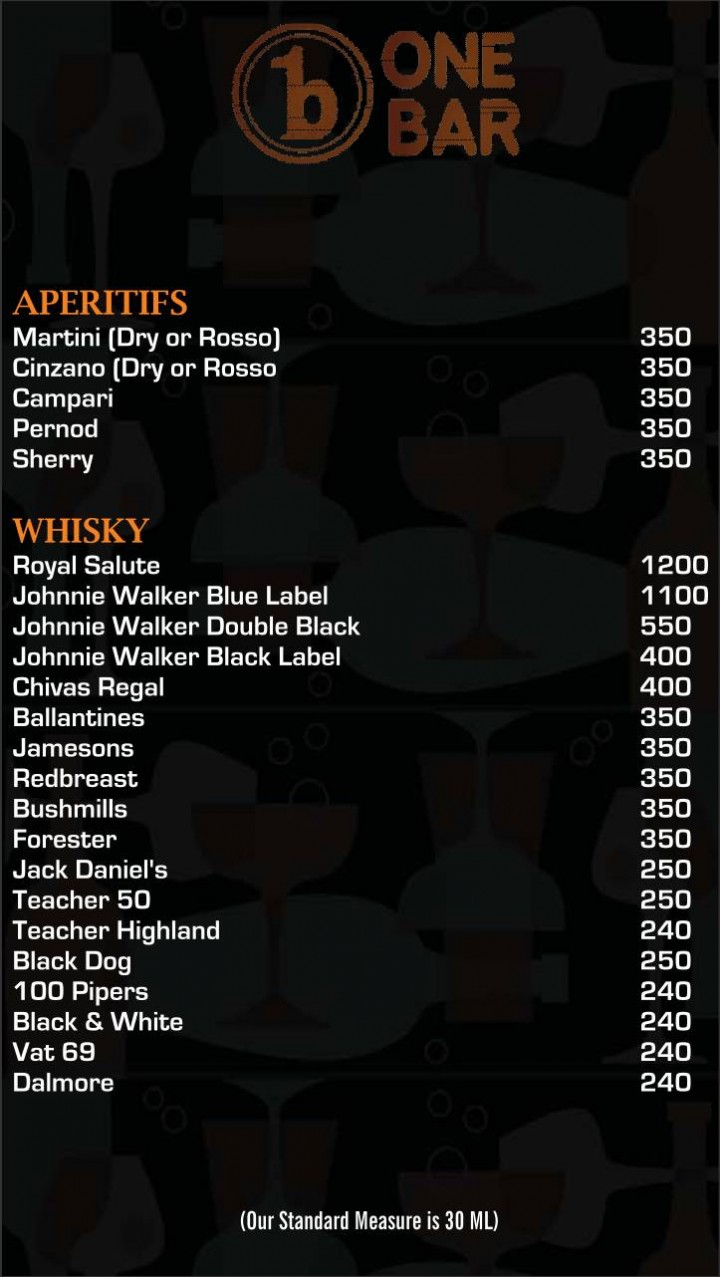 1b ONE
BAR
APERITIFS
Martini (Dry or Rosso) 350
Cinzano (Dry or Rosso 350
Campari 350
Pernod 350
Sherry 350
WHISKY
Royal Salute 1200
Johnnie Walker Blue Label 1100
Johnnie Walker Double Black 550
Johnnie Walker Black Label 400
Chivas Regal 400
Ballantines 350
Jamesons 350
Redbreast 350
Bushmills 350
Forester 350
Jack Daniel's 250
Teacher 50 250
Teacher Highland 240
Black Dog 250
100 Pipers 240
Black & White 240
Vat 69 240
Dalmore 240
(Our Standard Measure is 30 ML)